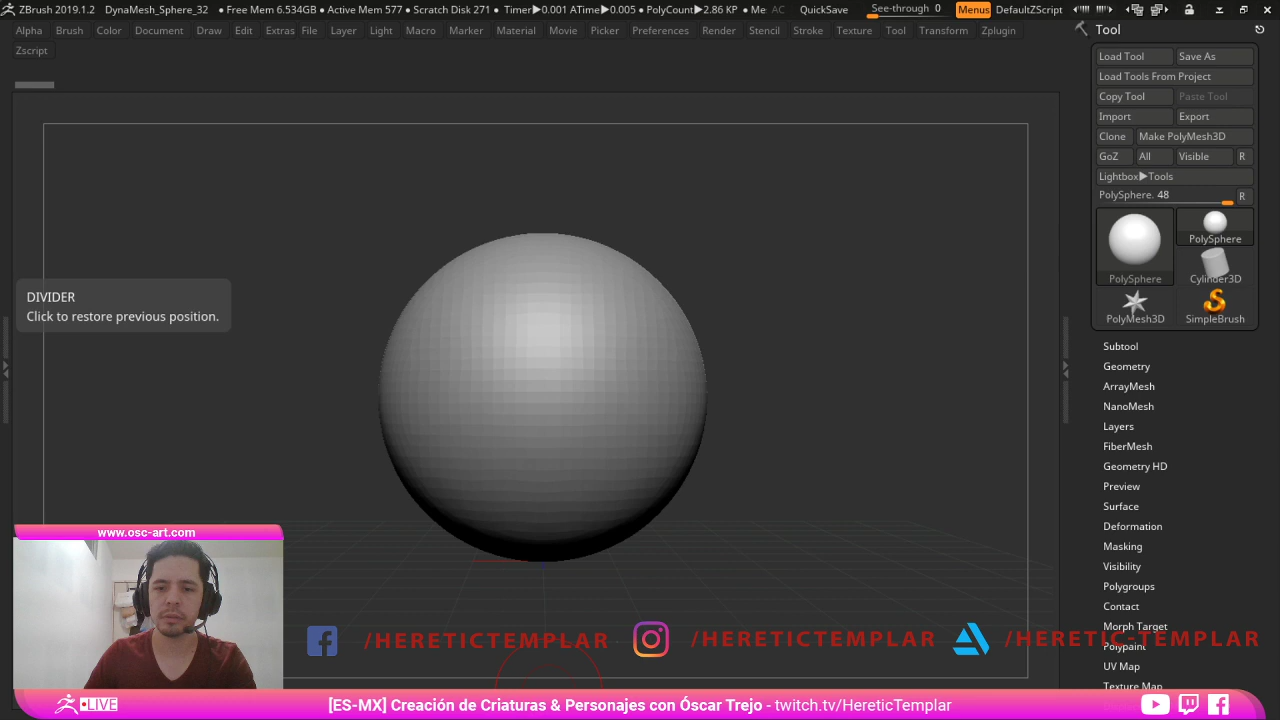 ZBrush 2019.1.2 DynaMesh_Sphere_32 ● Free Mem 6.534GB ● Active Mem 577 ● Scratch Disk 271 ● Timer▶0.001 ATime▶0.005 ● PolyCount▶2.86 KP ● Me: AC QuickSave See-through 0 Menus DefaultZScript
Alpha Brush Color Document Draw Edit Extras File Layer Light Macro Marker Material Movie Picker Preferences Render Stencil Stroke Texture Tool Transform Zplugin
Zscript
DIVIDER
Click to restore previous position.
Tool
Load Tool Save As
Load Tools From Project
Copy Tool Paste Tool
Import Export
Clone Make PolyMesh3D
GoZ All Visible R
Lightbox▶Tools
PolySphere. 48 R
PolySphere
PolySphere Cylinder3D
PolyMesh3D SimpleBrush
Subtool
Geometry
ArrayMesh
NanoMesh
Layers
FiberMesh
Geometry HD
Preview
Surface
Deformation
Masking
Visibility
Polygroups
Contact
Morph Target
Polypaint
UV Map
Texture Map
www.osc-art.com
/HERETICTEMPLAR /HERETICTEMPLAR /HERETIC-TEMPLAR
LIVE [ES-MX] Creación de Criaturas & Personajes con Óscar Trejo - twitch.tv/HereticTemplar